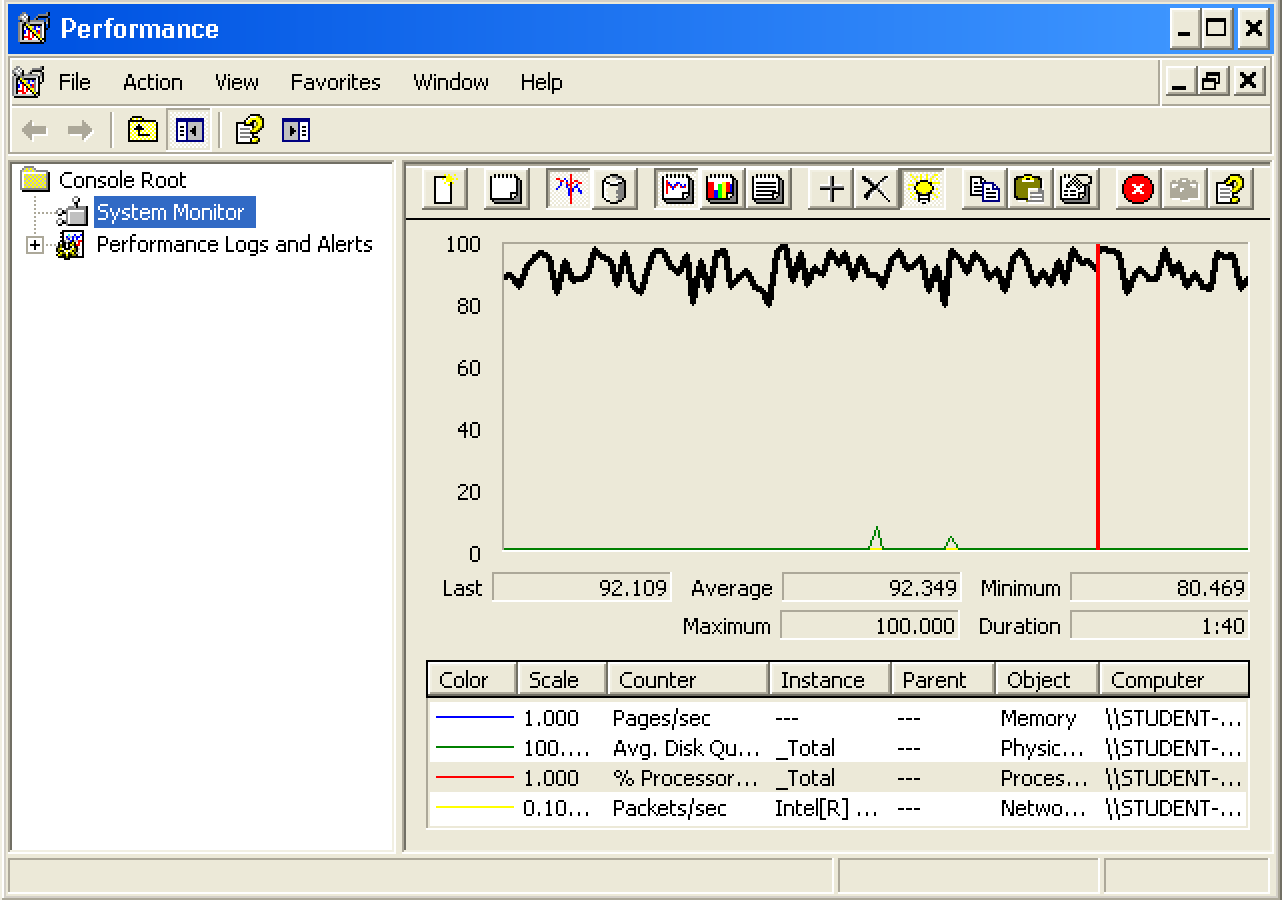 Performance
File Action View Favorites Window Help
Console Root
System Monitor
Performance Logs and Alerts
100
80
60
40
20
0
Last 92.109 Average 92.349 Minimum 80.469
Maximum 100.000 Duration 1:40
Color Scale Counter Instance Parent Object Computer
1.000 Pages/sec --- --- Memory \\STUDENT-...
100.... Avg. Disk Qu... _Total --- Physic... \\STUDENT-...
1.000 % Processor... _Total --- Proces... \\STUDENT-...
0.10... Packets/sec Intel[R] ... --- Netwo... \\STUDENT-...